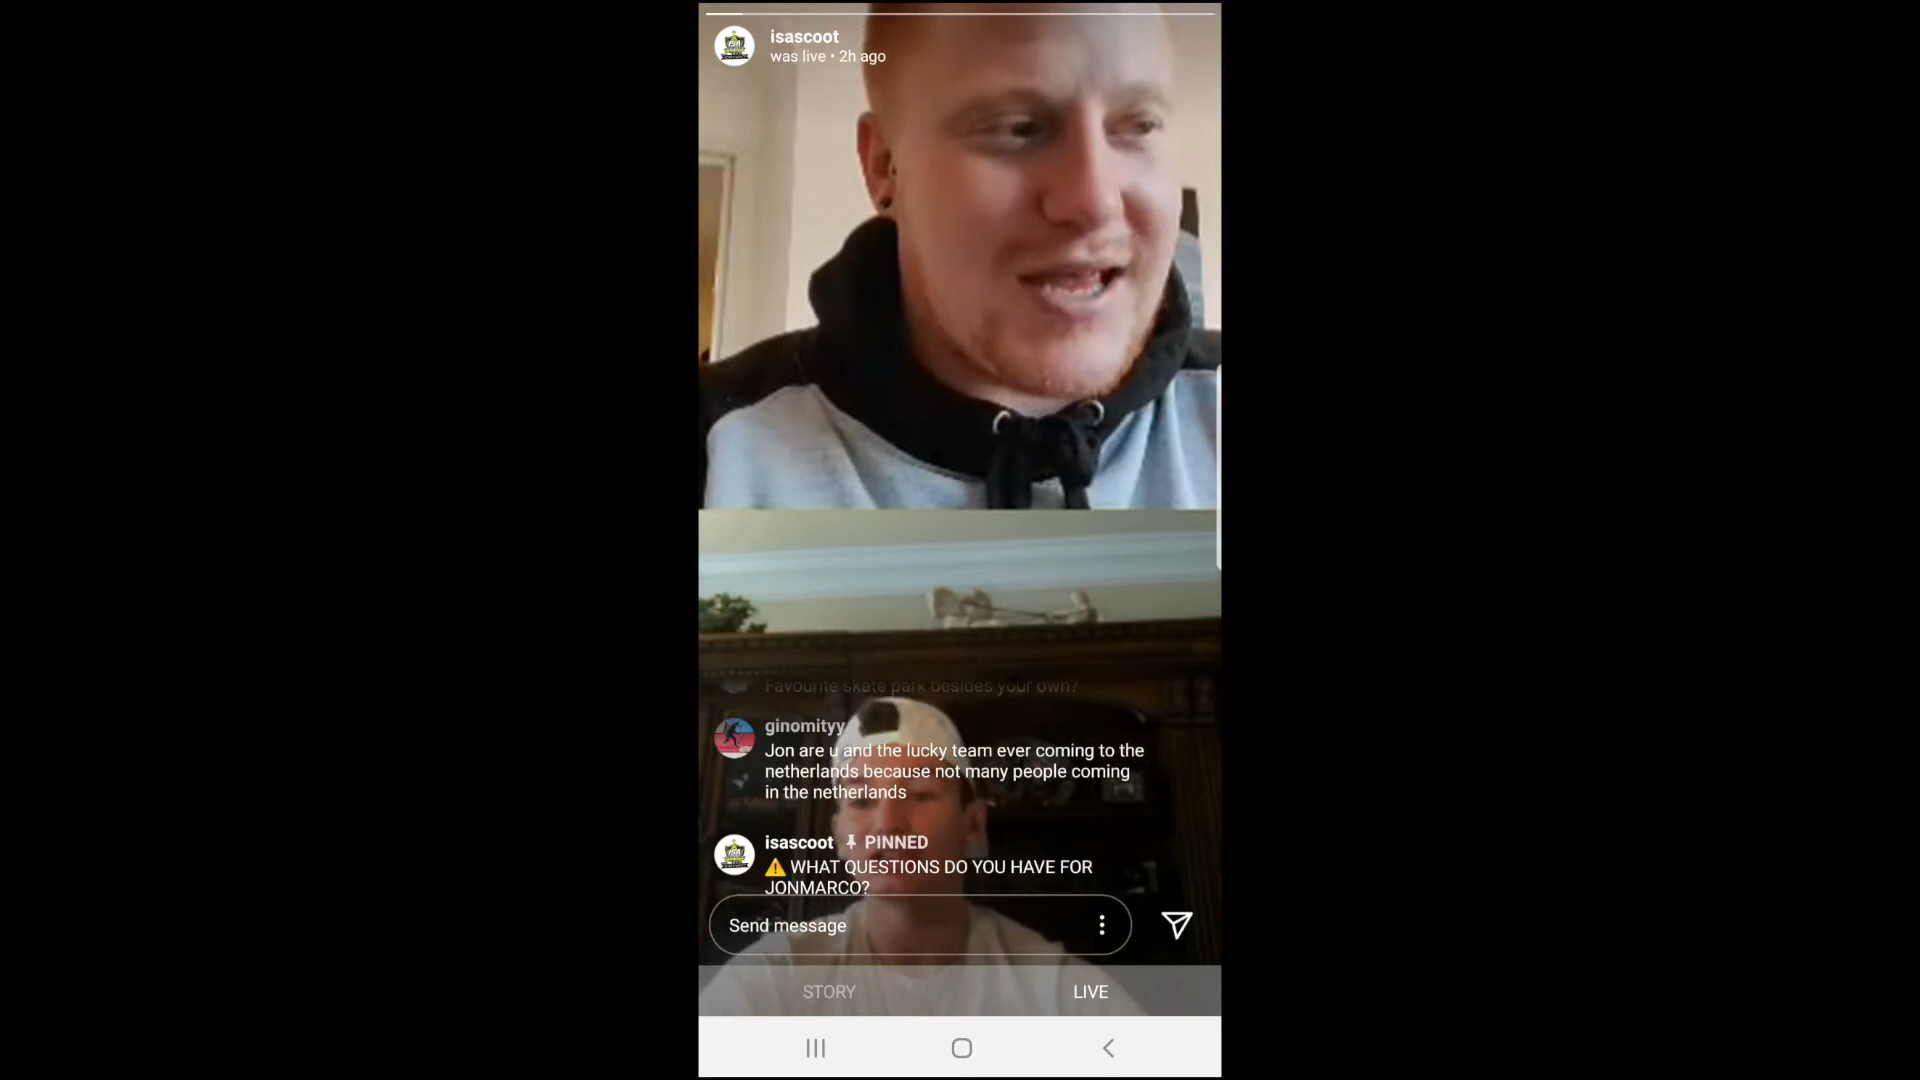 isascoot
was live • 2h ago
Favourite skate park besides your own?
ginomityy
Jon are u and the lucky team ever coming to the
netherlands because not many people coming
in the netherlands
isascoot PINNED
⚠️ WHAT QUESTIONS DO YOU HAVE FOR
JONMARCO?
Send message
STORY LIVE